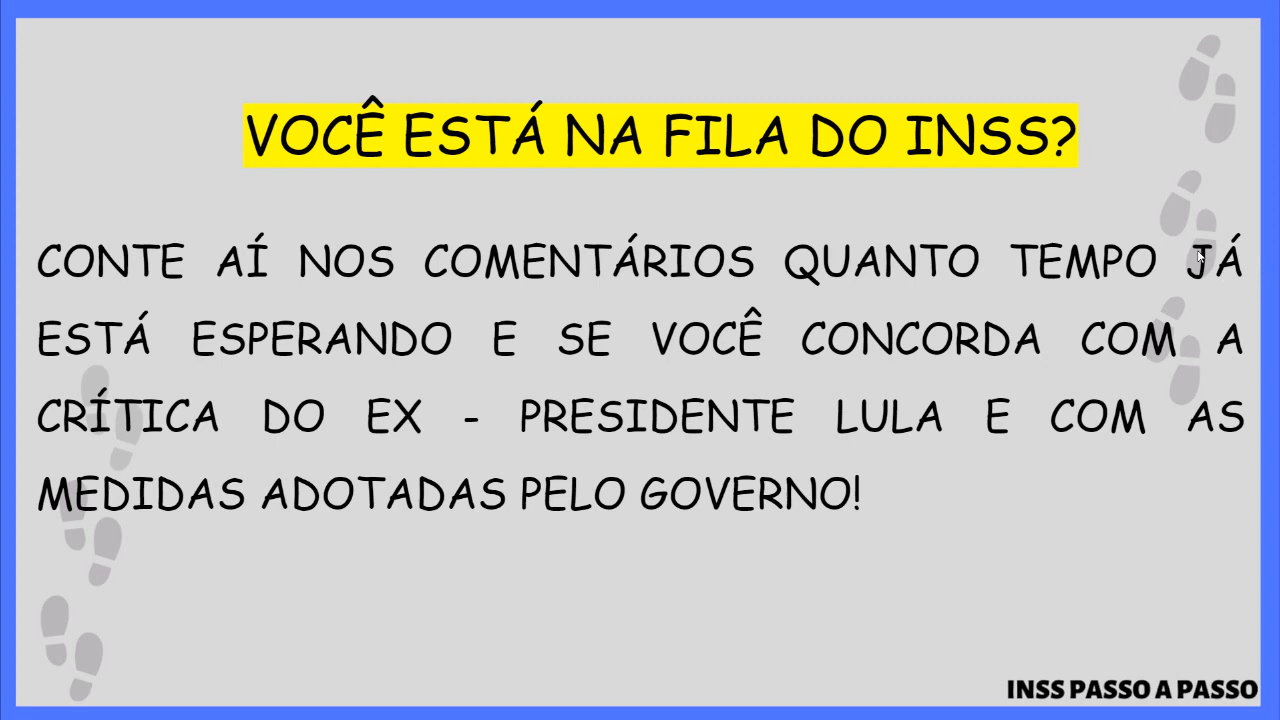 VOCÊ ESTÁ NA FILA DO INSS?
CONTE AÍ NOS COMENTÁRIOS QUANTO TEMPO JÁ
ESTÁ ESPERANDO E SE VOCÊ CONCORDA COM A
CRÍTICA DO EX - PRESIDENTE LULA E COM AS
MEDIDAS ADOTADAS PELO GOVERNO!
INSS PASSO A PASSO